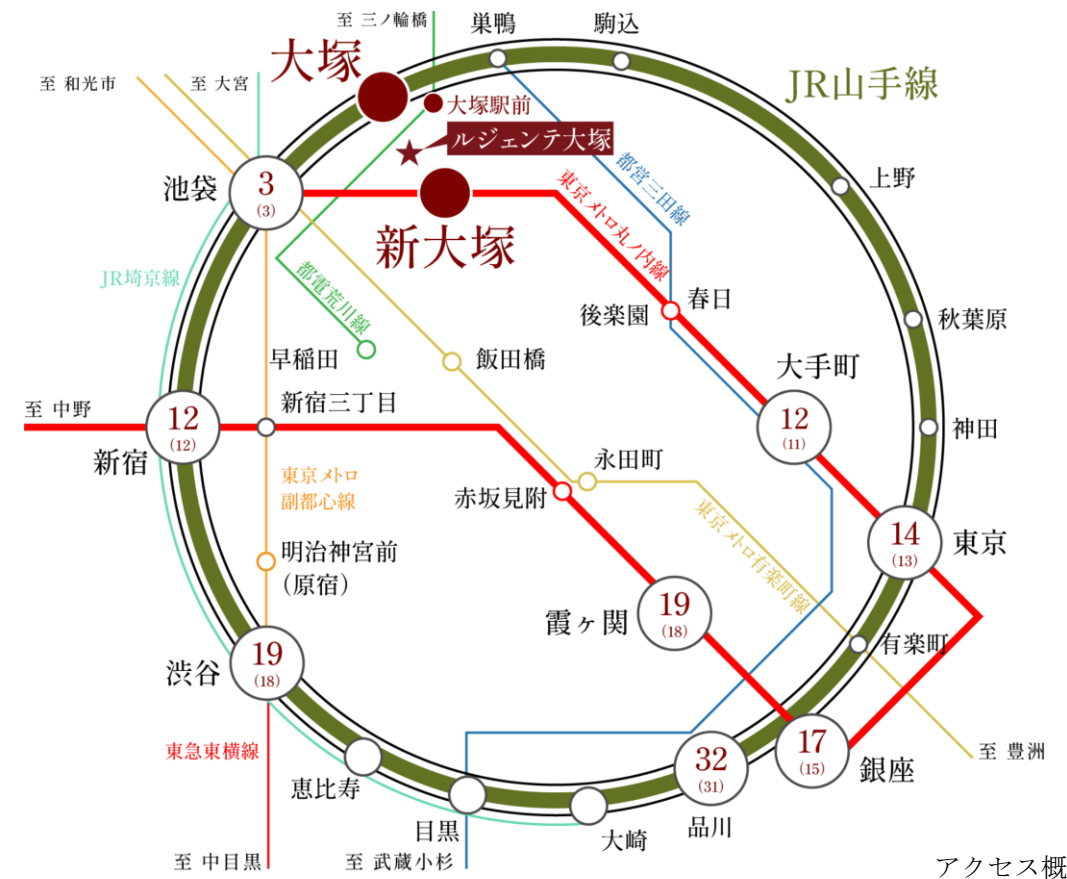 至 三ノ輪橋
巣鴨
駒込
大塚
JR山手線
至 和光市
至 大宮
大塚駅前
ルジェンテ大塚
都営三田線
東京メトロ丸ノ内線
上野
池袋
3
(3)
新大塚
JR埼京線
都電荒川線
春日
後楽園
秋葉原
早稲田
飯田橋
大手町
12
(11)
至 中野
新宿三丁目
12
(12)
新宿
神田
永田町
赤坂見附
東京メトロ
副都心線
東京メトロ有楽町線
14
(13)
東京
明治神宮前
(原宿)
19
(18)
霞ヶ関
有楽町
19
(18)
渋谷
東急東横線
17
(15)
銀座
至 豊洲
32
(31)
品川
恵比寿
目黒
大崎
至 中目黒
至 武蔵小杉
アクセス概